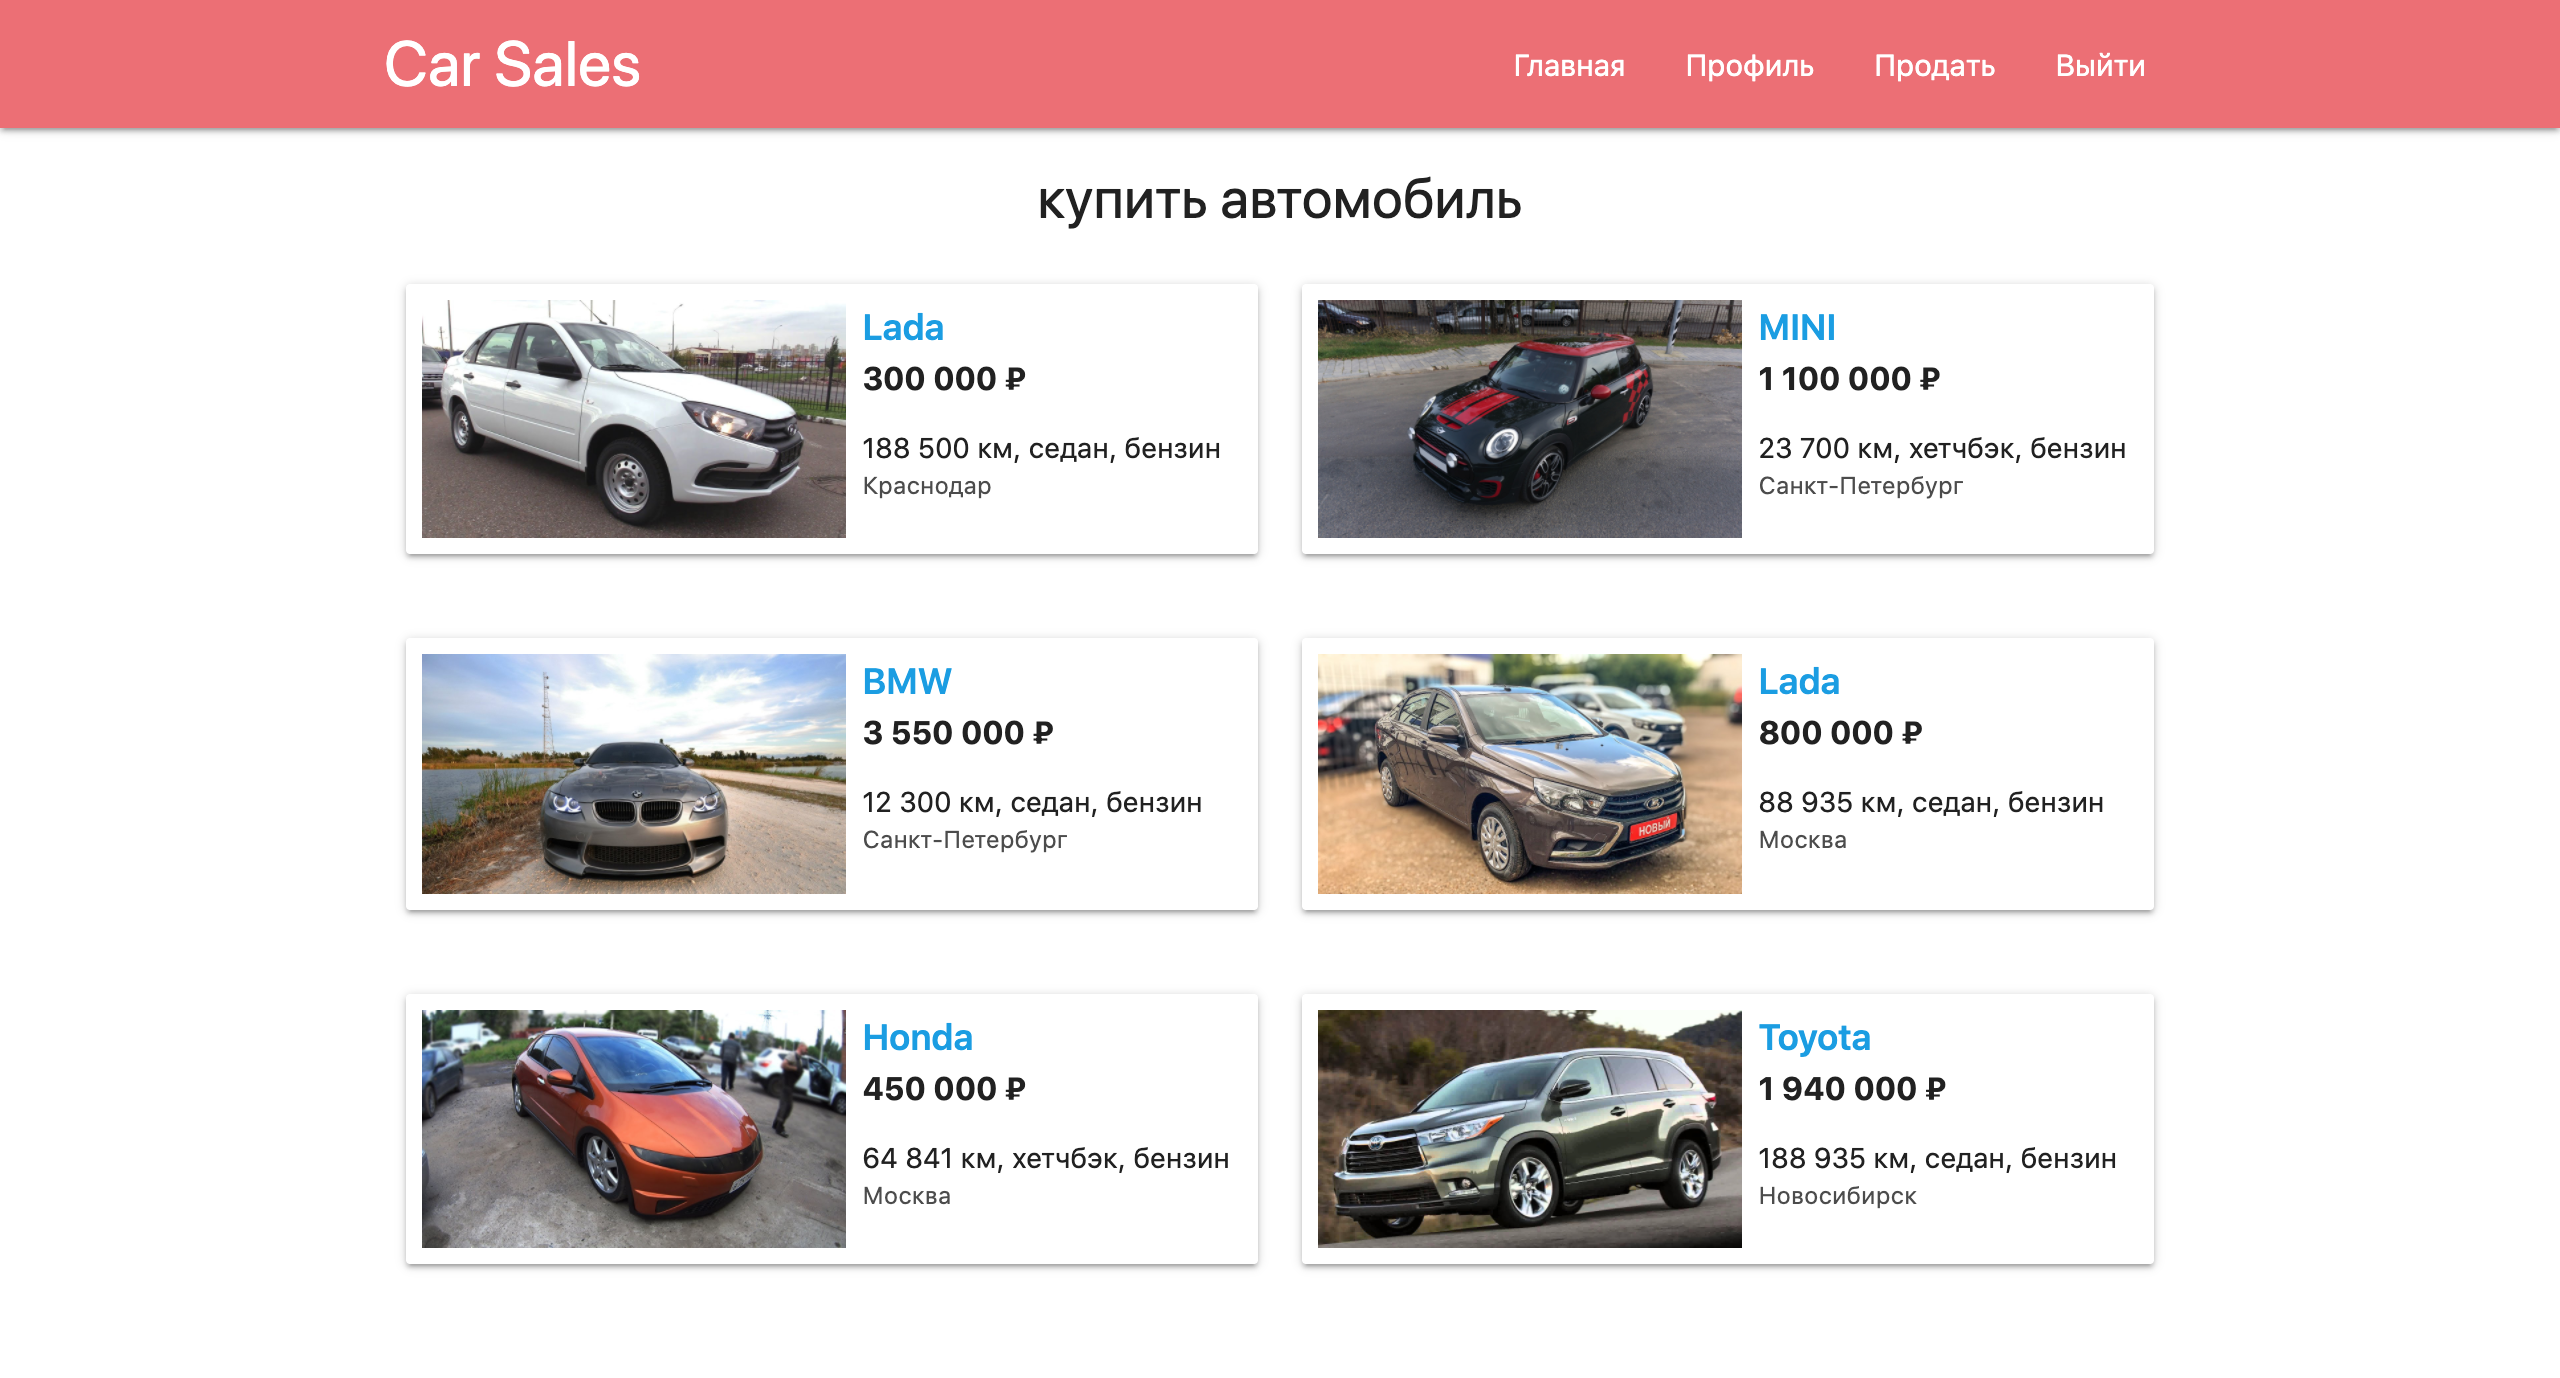 Car Sales
Главная Профиль Продать Выйти
купить автомобиль
Lada
300 000 ₽
188 500 км, седан, бензин
Краснодар
MINI
1 100 000 ₽
23 700 км, хетчбэк, бензин
Санкт-Петербург
BMW
3 550 000 ₽
12 300 км, седан, бензин
Санкт-Петербург
НОВЫЙ
Lada
800 000 ₽
88 935 км, седан, бензин
Москва
Honda
450 000 ₽
64 841 км, хетчбэк, бензин
Москва
Toyota
1 940 000 ₽
188 935 км, седан, бензин
Новосибирск